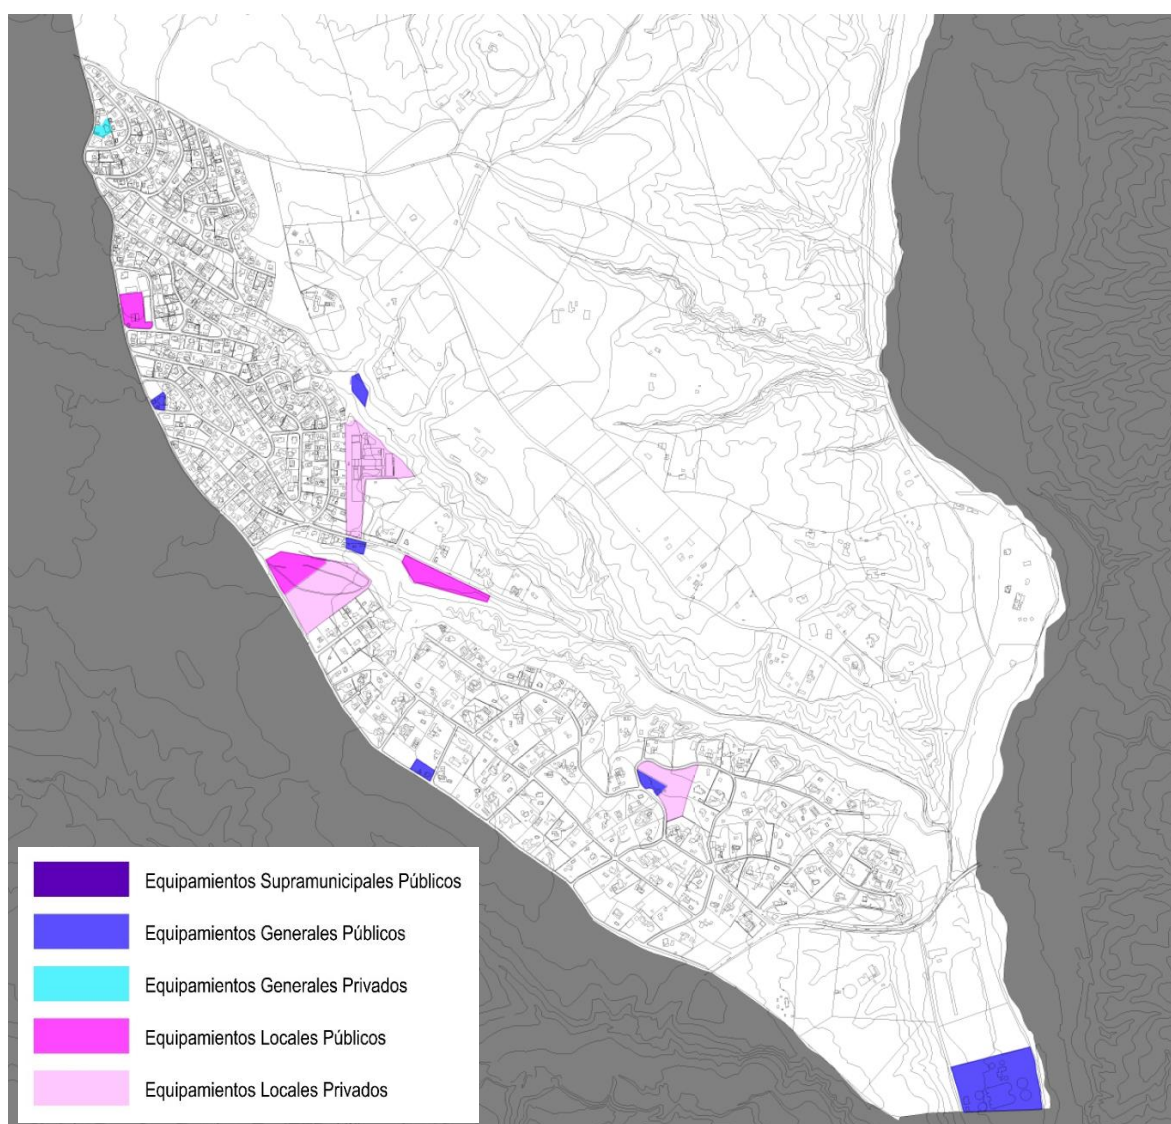 Equipamientos Supramunicipales Públicos
Equipamientos Generales Públicos
Equipamientos Generales Privados
Equipamientos Locales Públicos
Equipamientos Locales Privados